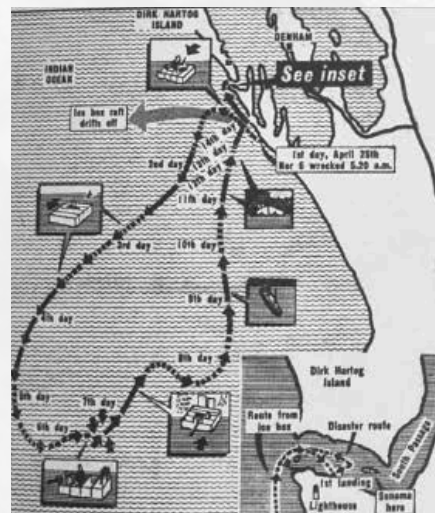 DIRK HARTOG
ISLAND
DENHAM
INDIAN
OCEAN
See inset
Ice box raft
drifts off
14th day
13th day
12th day
2nd day
1st day, April 25th
Nor 6 wrecked 5.20 a.m.
11th day
3rd day
10th day
4th day
9th day
8th day
5th day
7th day
6th day
Dirk Hartog
Island
Route from
ice box
Disaster route
South Passage
1st landing
Lighthouse
Sonoma
here